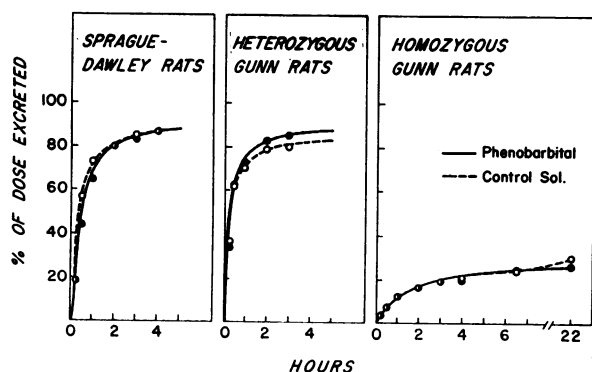 SPRAGUE-
DAWLEY RATS
HETEROZYGOUS
GUNN RATS
HOMOZYGOUS
GUNN RATS
% OF DOSE EXCRETED
100
80
60
40
20
Phenobarbital
Control Sol.
0 2 4
0 2 4
0 2 4 6 22
HOURS